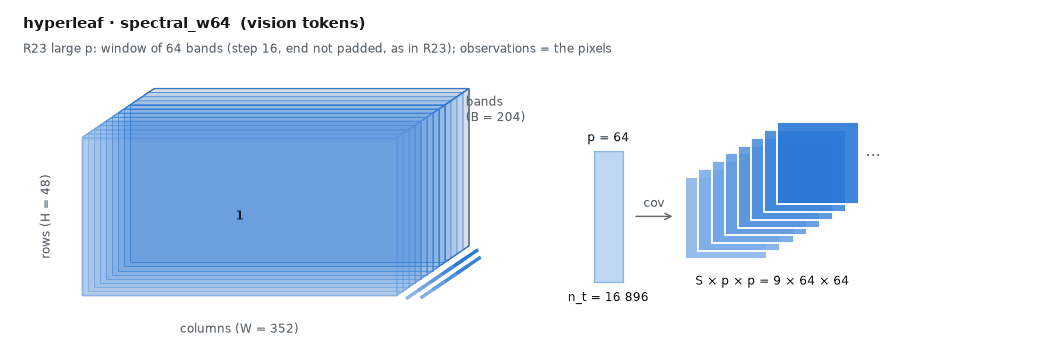 hyperleaf · spectral_w64 (vision tokens)
R23 large p: window of 64 bands (step 16, end not padded, as in R23); observations = the pixels
bands
(B = 204)
rows (H = 48)
1
columns (W = 352)
p = 64
n_t = 16 896
cov
...
S × p × p = 9 × 64 × 64